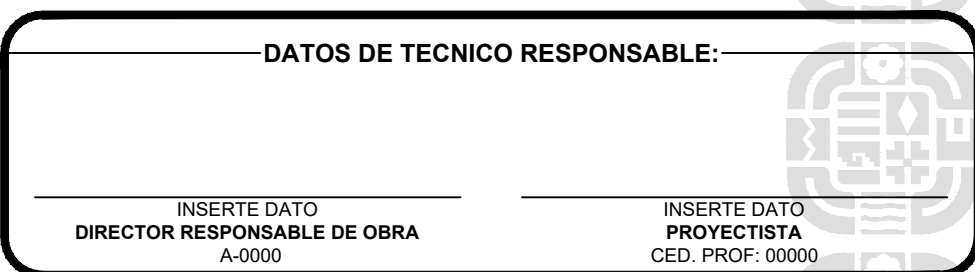 DATOS DE TECNICO RESPONSABLE:
INSERTE DATO
DIRECTOR RESPONSABLE DE OBRA
A-0000
INSERTE DATO
PROYECTISTA
CED. PROF: 00000